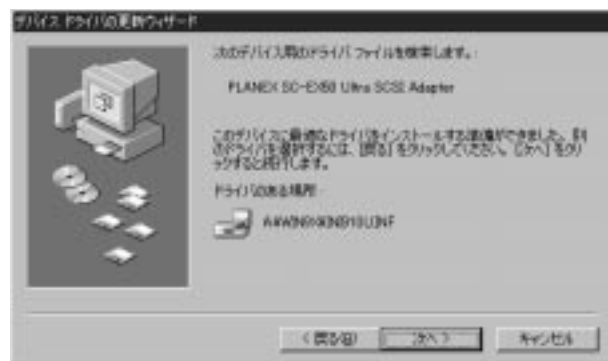 デバイス ドライバの更新ウィザード
次のデバイス用のドライバ ファイルを検索します。:
PLANEX SC-EX50 Ultra SCSI Adapter
このデバイスに最適なドライバをインストールする準備ができました。別
のドライバを選択するには、[戻る] をクリックしてください。[次へ] をクリ
ックすると続行します。
ドライバのある場所:
< 戻る(B)
次へ >
キャンセル